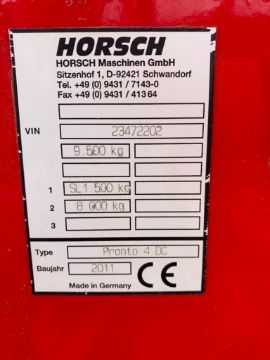 HORSCH
HORSCH Maschinen GmbH
Sitzenhof 1, D-92421 Schwandorf
Tel. +49 (0) 9431 / 7143-0
Fax +49 (0) 9431 / 41364
VIN 23472202
9.500 kg
1 SL1 500 kg
2 8 000 kg
3
Type Pronto 4 DC
Baujahr 2011 CE
Made in Germany